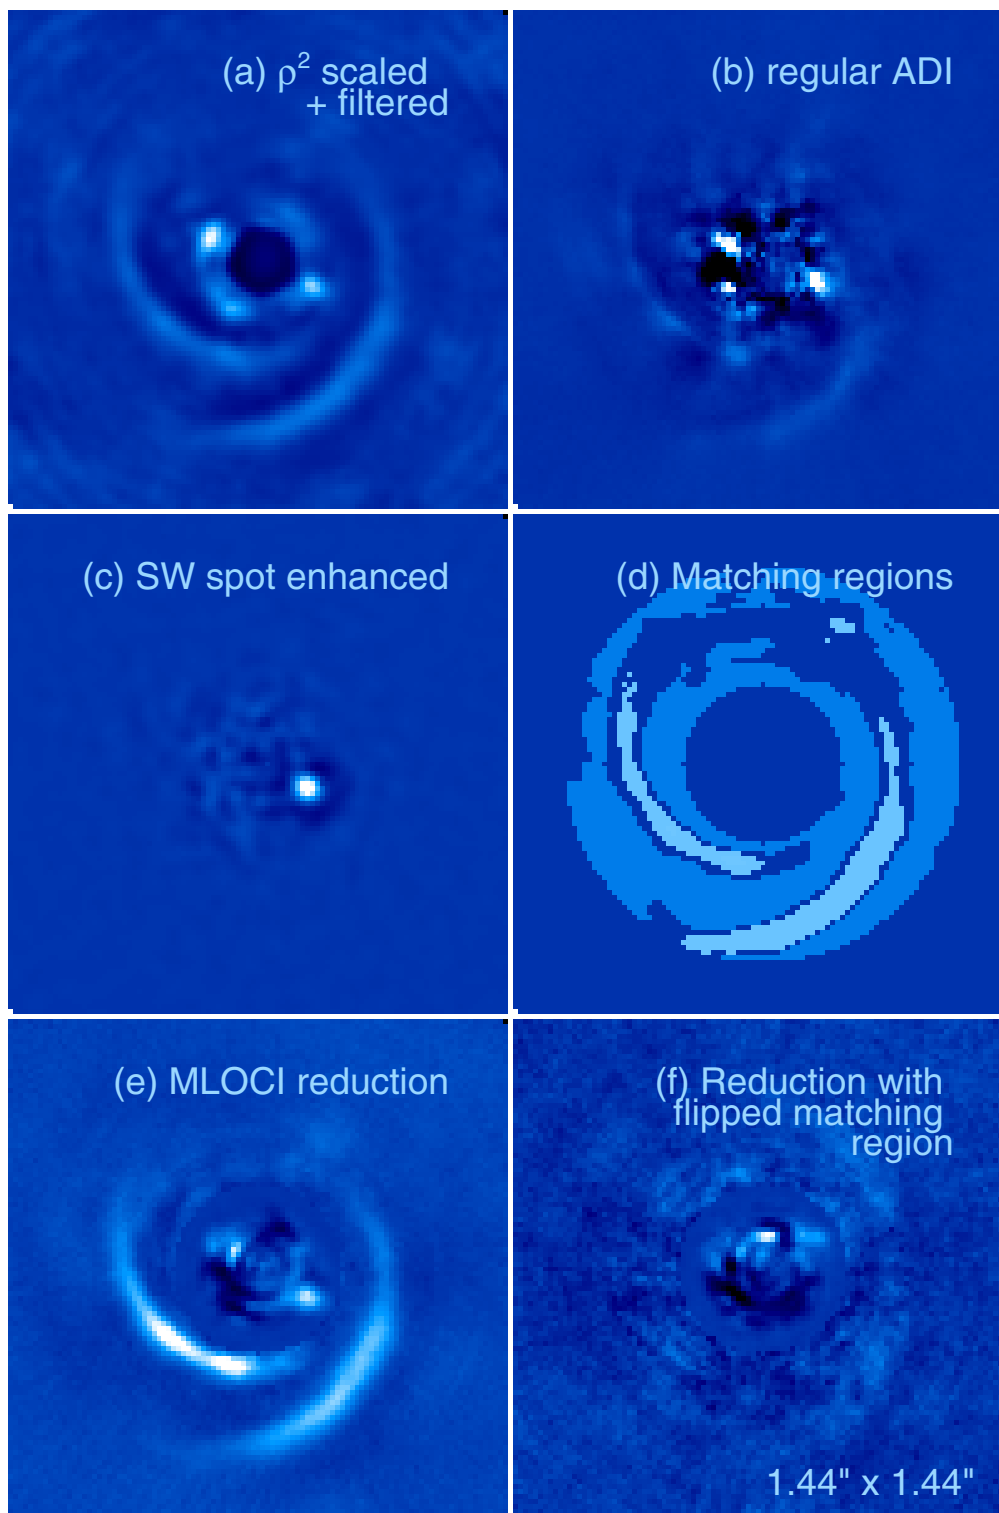 (a) ρ² scaled
+ filtered
(b) regular ADI
(c) SW spot enhanced
(d) Matching regions
(e) MLOCI reduction
(f) Reduction with
flipped matching
region
1.44" x 1.44"